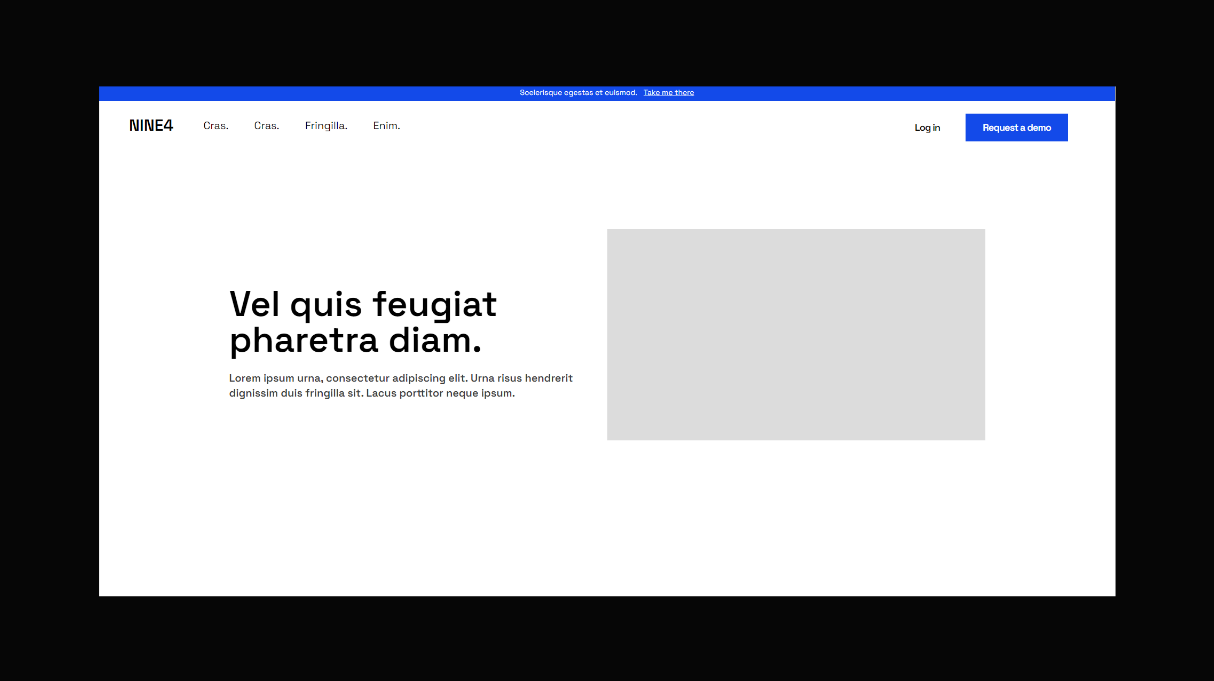 Scelerisque egestas et euismod. Take me there
NINE4 Cras. Cras. Fringilla. Enim. Log in Request a demo
Vel quis feugiat
pharetra diam.
Lorem ipsum urna, consectetur adipiscing elit. Urna risus hendrerit
dignissim duis fringilla sit. Lacus porttitor neque ipsum.